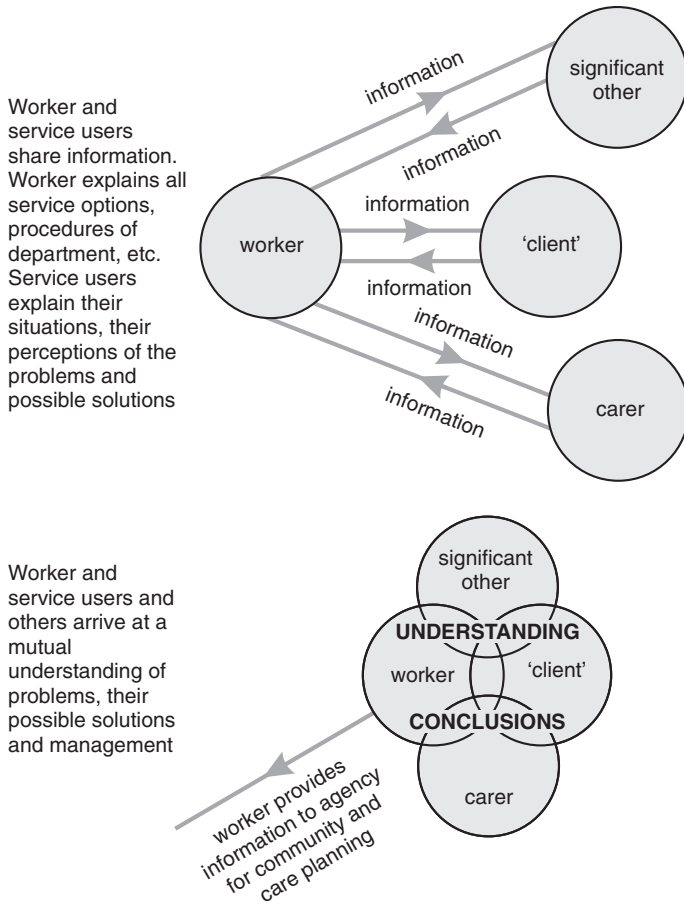 Worker and
service users
share information.
Worker explains all
service options,
procedures of
department, etc.
Service users
explain their
situations, their
perceptions of the
problems and
possible solutions
information
significant
other
information
worker
information
‘client’
information
information
information
carer
Worker and
service users and
others arrive at a
mutual
understanding of
problems, their
possible solutions
and management
significant
other
UNDERSTANDING
worker
‘client’
CONCLUSIONS
carer
worker provides
information to agency
for community and
care planning